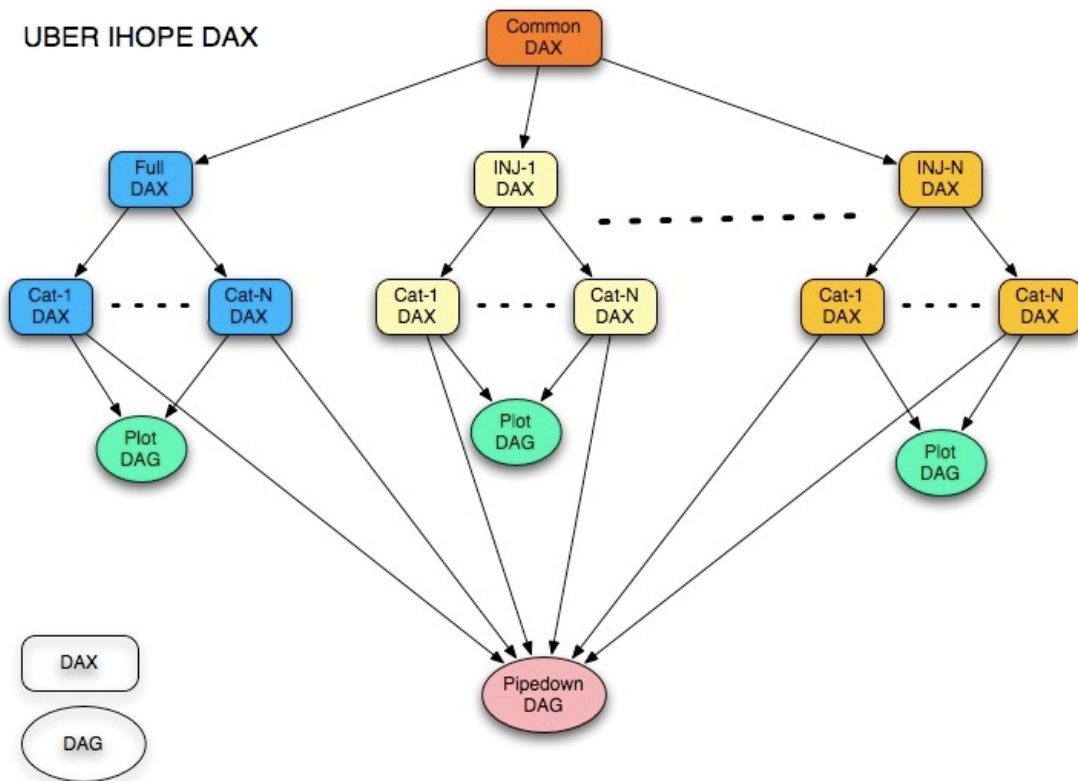 UBER IHOPE DAX
Common
DAX
Full
DAX
INJ-1
DAX
INJ-N
DAX
Cat-1
DAX
Cat-N
DAX
Cat-1
DAX
Cat-N
DAX
Cat-1
DAX
Cat-N
DAX
Plot
DAG
Plot
DAG
Plot
DAG
Pipedown
DAG
DAX
DAG